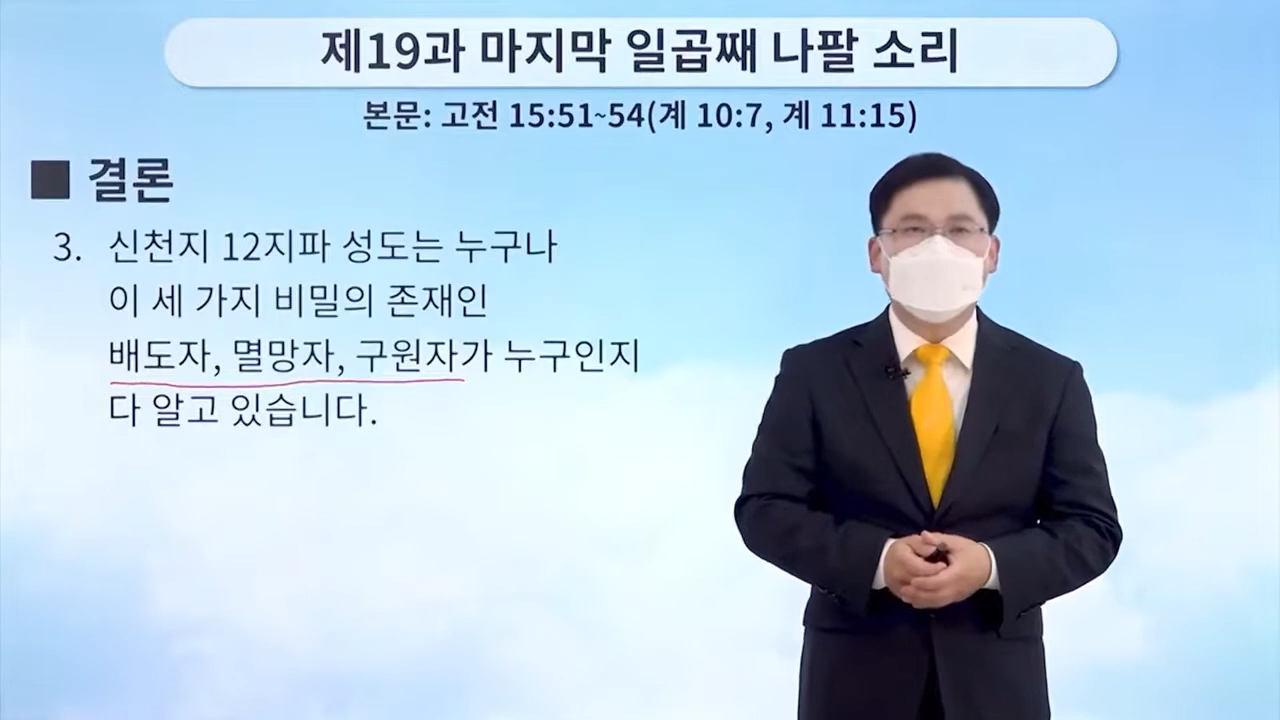 제19과 마지막 일곱째 나팔 소리
본문: 고전 15:51~54(계 10:7, 계 11:15)
■ 결론
3. 신천지 12지파 성도는 누구나
이 세 가지 비밀의 존재인
배도자, 멸망자, 구원자가 누구인지
다 알고 있습니다.